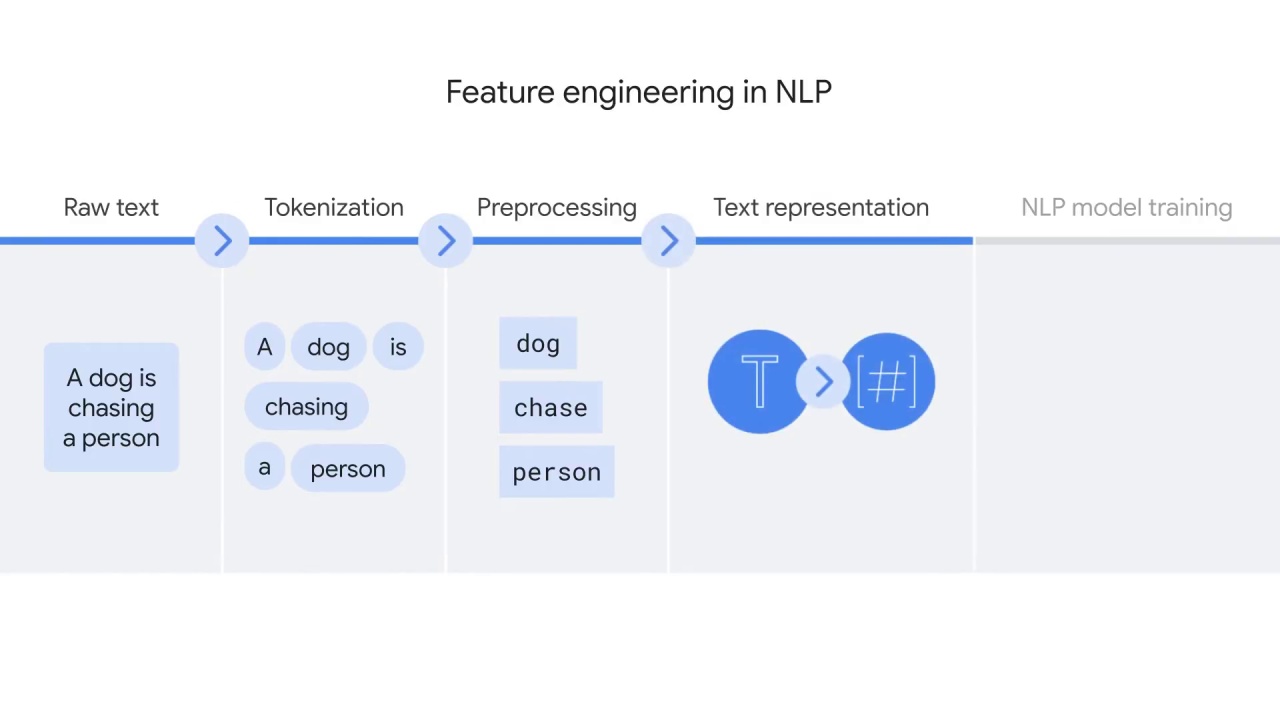 Feature engineering in NLP
Raw text
Tokenization
Preprocessing
Text representation
NLP model training
A dog is
chasing
a person
A dog is
chasing
a person
dog
chase
person
T
[#]